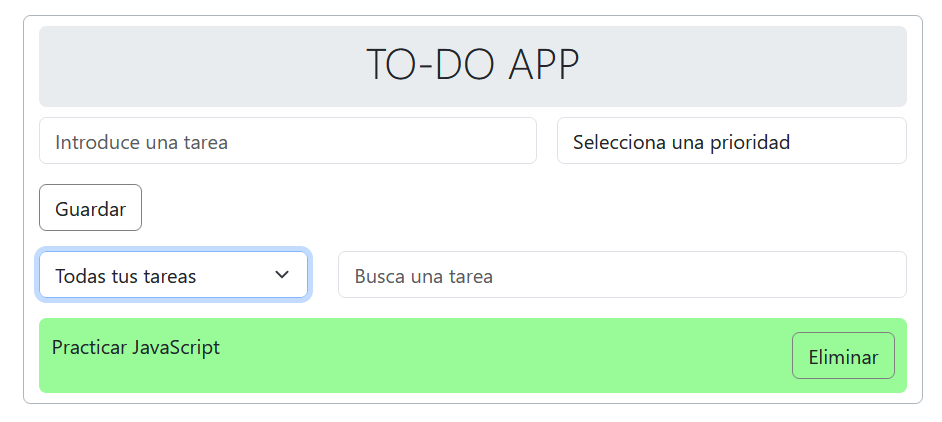 TO-DO APP
Introduce una tarea
Selecciona una prioridad
Guardar
Todas tus tareas
Busca una tarea
Practicar JavaScript
Eliminar